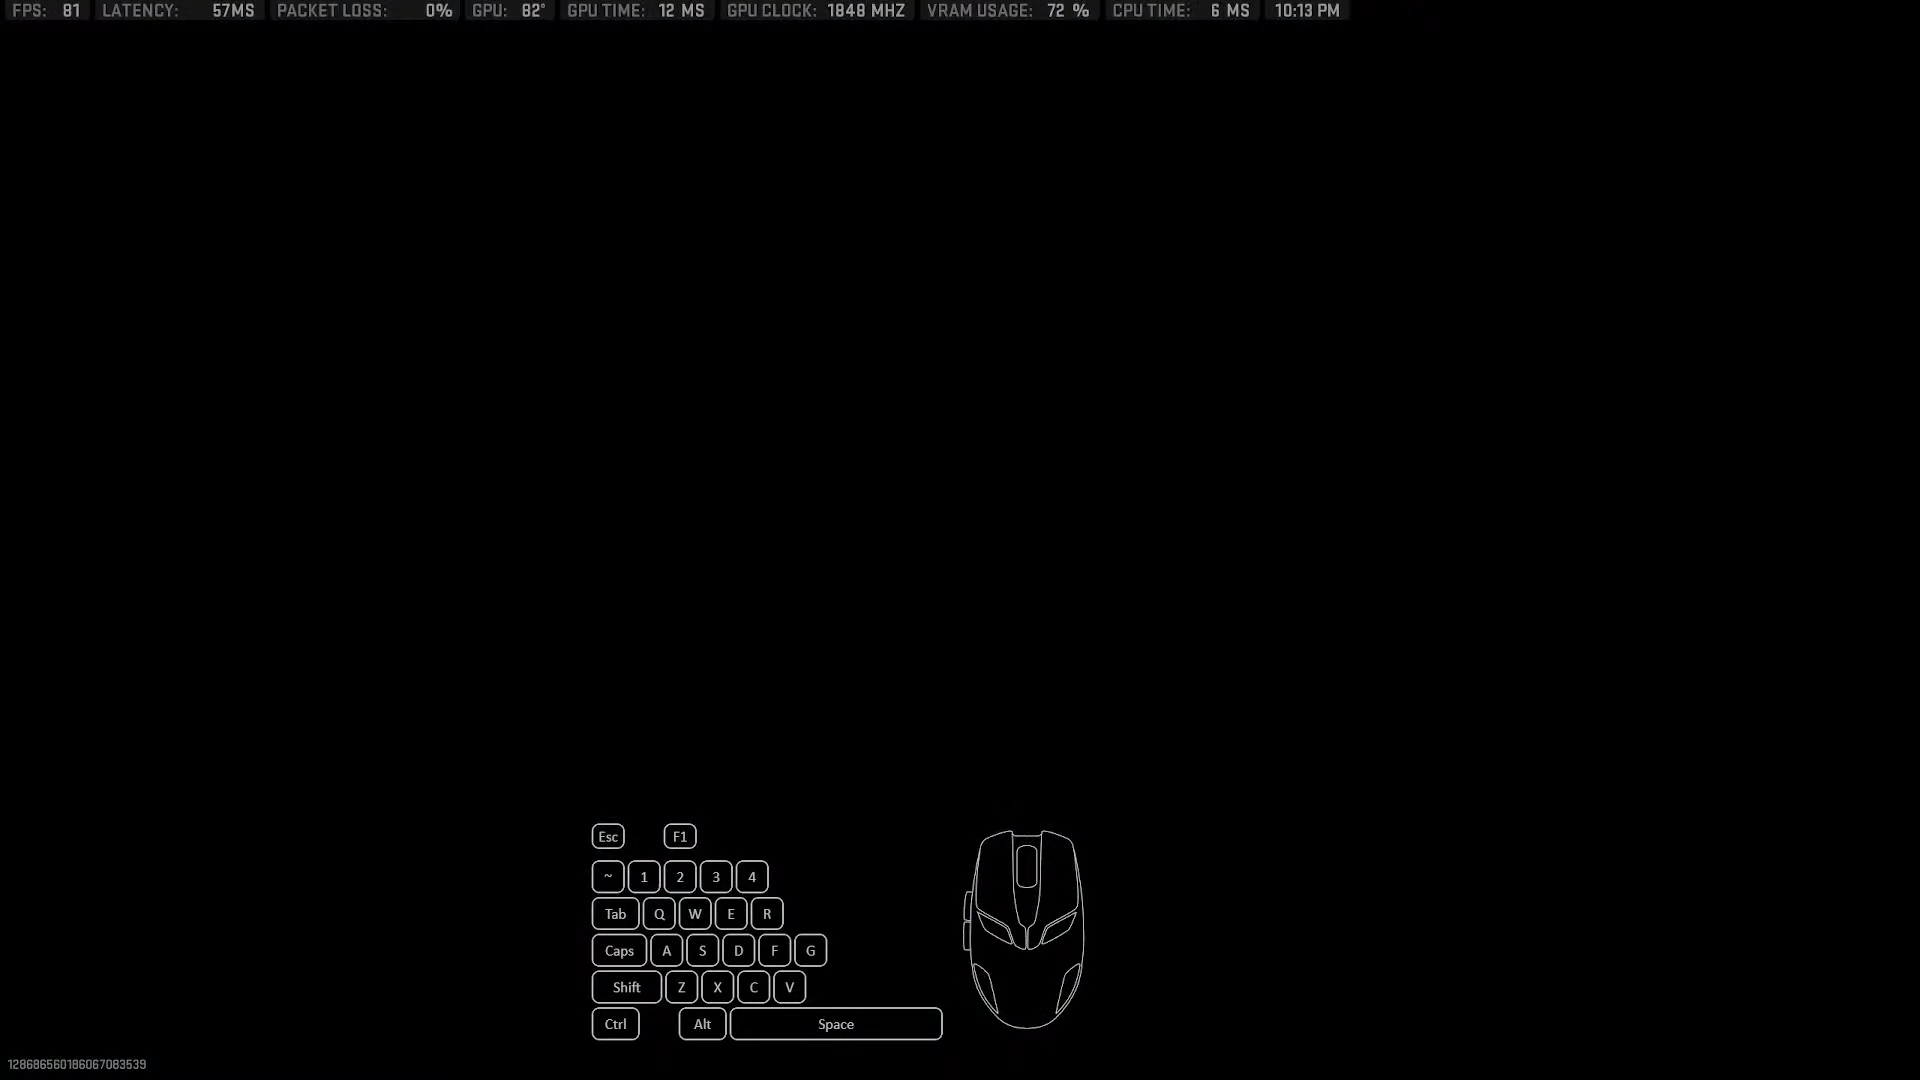 FPS: 81 LATENCY: 57MS PACKET LOSS: 0% GPU: 82° GPU TIME: 12 MS GPU CLOCK: 1848 MHZ VRAM USAGE: 72 % CPU TIME: 6 MS 10:13 PM
Esc F1
~ 1 2 3 4
Tab Q W E R
Caps A S D F G
Shift Z X C V
Ctrl Alt Space
128686560186067083539